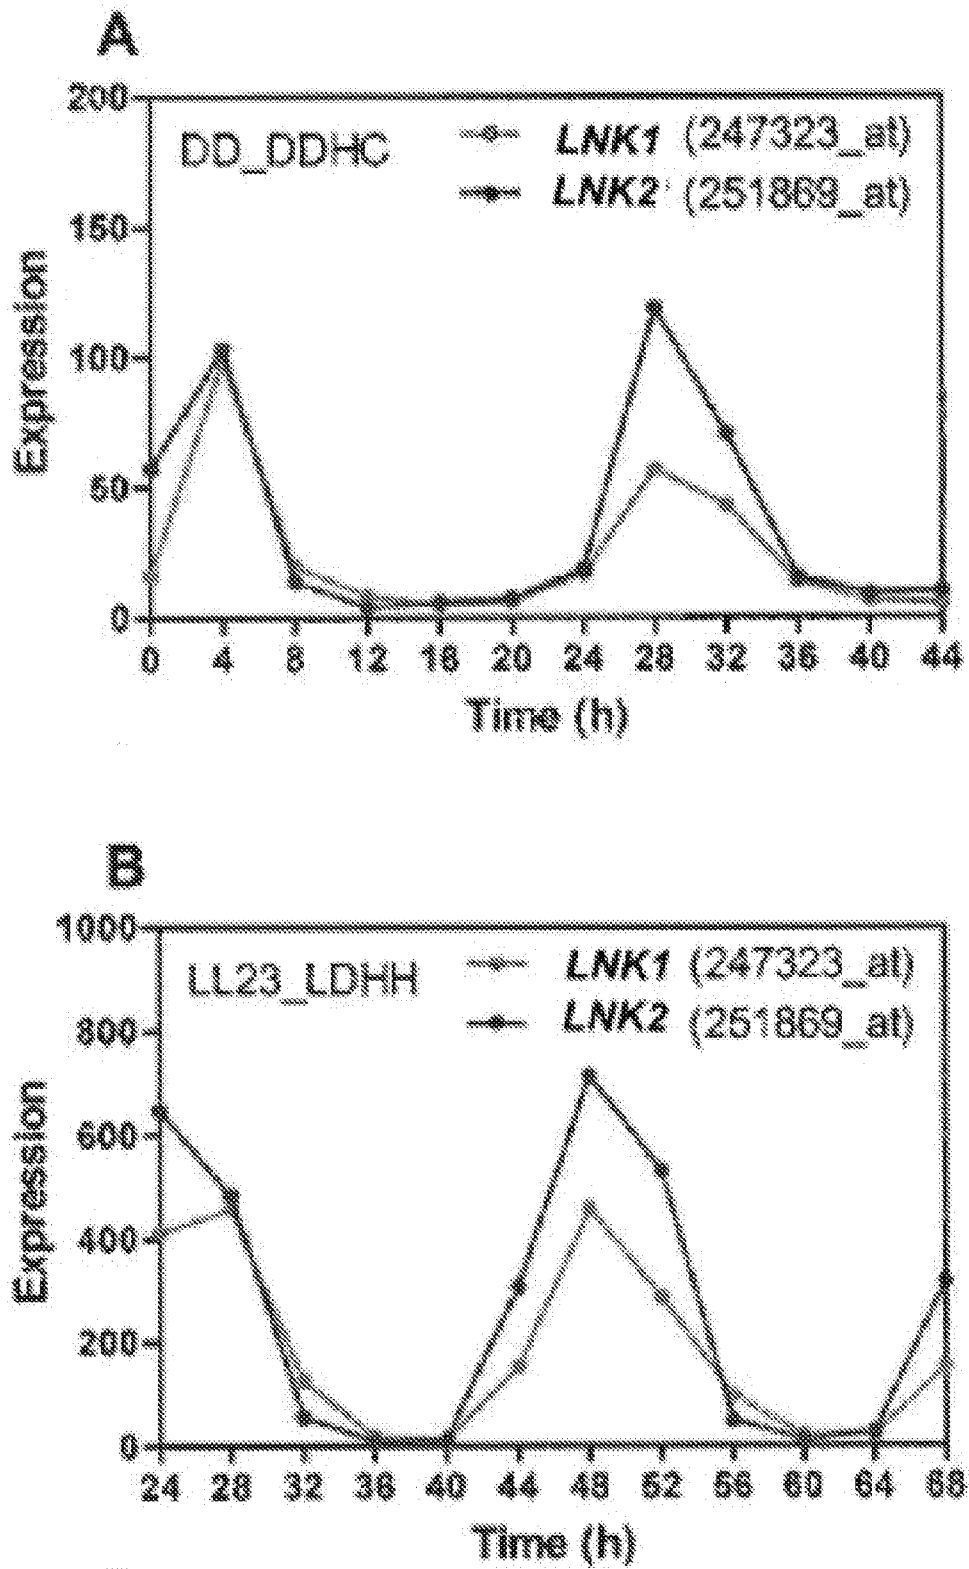 A
200
150
100
50
0
Expression
DD_DDHC
LNK1 (247323_at)
LNK2 (251869_at)
0 4 8 12 16 20 24 28 32 36 40 44
Time (h)
B
1000
800
600
400
200
0
Expression
LL23_LDHH
LNK1 (247323_at)
LNK2 (251869_at)
24 28 32 36 40 44 48 52 56 60 64 68
Time (h)